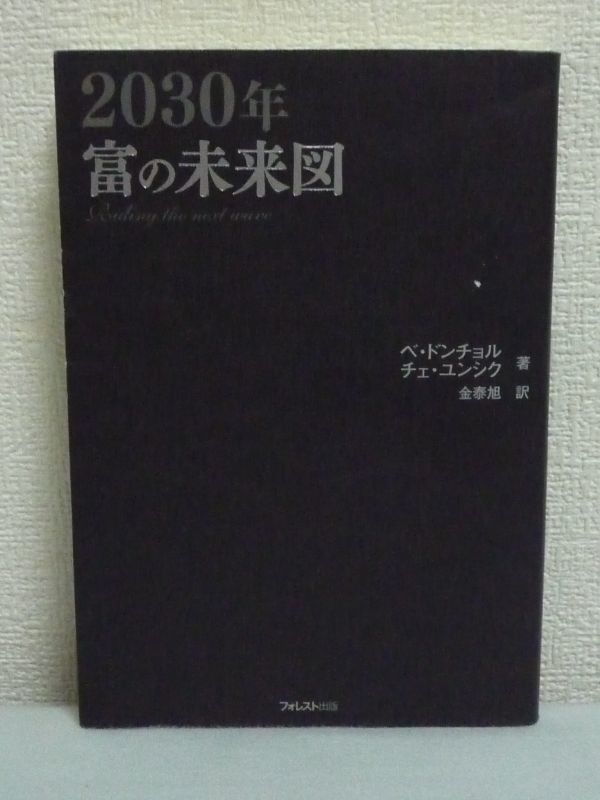 2030年
富の未来図
Riding the next wave
ペ・ドンチョル
チェ・ユンシク 著
金泰旭 訳
フォレスト出版